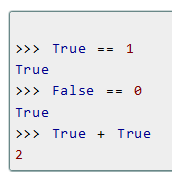 >>> True == 1
True
>>> False == 0
True
>>> True + True
2